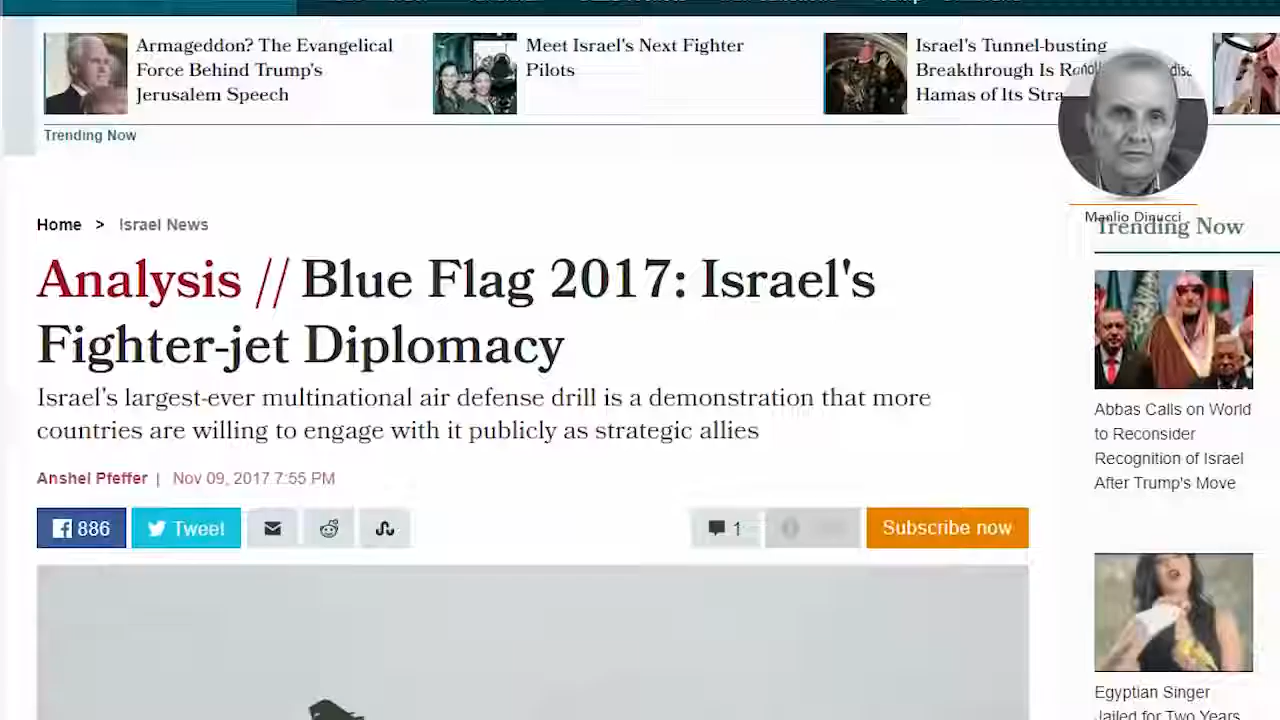 Armageddon? The Evangelical
Force Behind Trump's
Jerusalem Speech
Meet Israel's Next Fighter
Pilots
Israel's Tunnel-busting
Breakthrough Is
Hamas of Its
Trending Now
Manlio Dinucci
Trending Now
Home > Israel News
Analysis // Blue Flag 2017: Israel's
Fighter-jet Diplomacy
Israel's largest-ever multinational air defense drill is a demonstration that more
countries are willing to engage with it publicly as strategic allies
Anshel Pfeffer | Nov 09, 2017 7:55 PM
886
Tweet
1
Subscribe now
Abbas Calls on World
to Reconsider
Recognition of Israel
After Trump's Move
Egyptian Singer
Jailed for Two Years